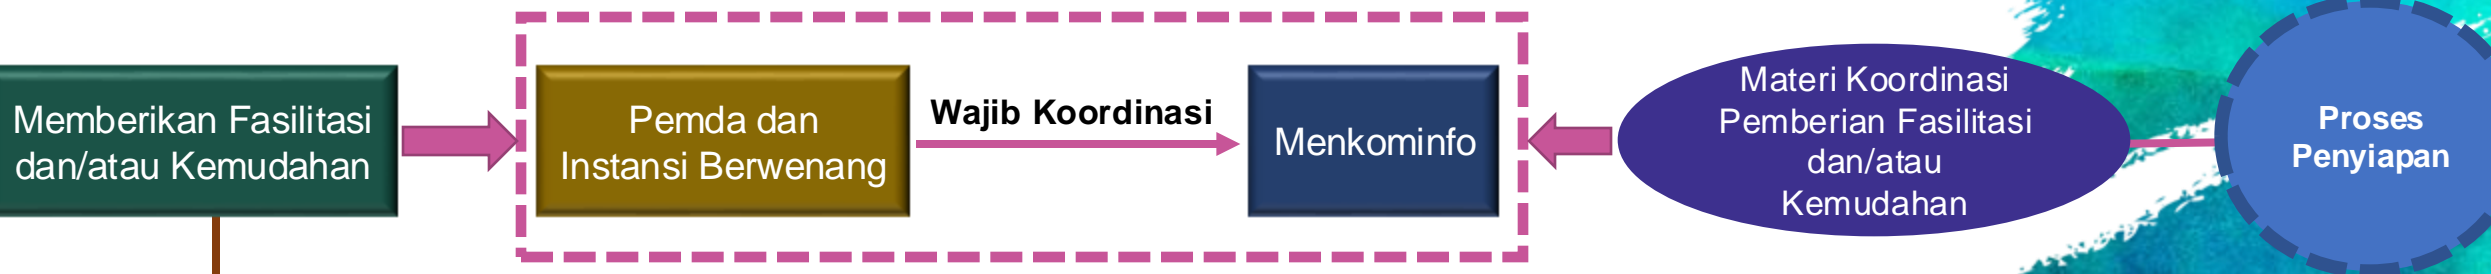 Memberikan Fasilitasi
dan/atau Kemudahan
Pemda dan
Instansi Berwenang
Wajib Koordinasi
Menkominfo
Materi Koordinasi
Pemberian Fasilitasi
dan/atau
Kemudahan
Proses
Penyiapan